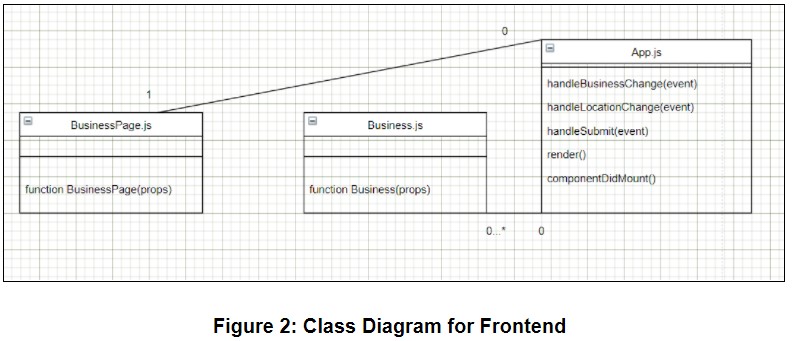 0
App.js
handleBusinessChange(event)
1
handleLocationChange(event)
BusinessPage.js
Business.js
handleSubmit(event)
render()
componentDidMount()
function BusinessPage(props)
function Business(props)
0...*
0
Figure 2: Class Diagram for Frontend